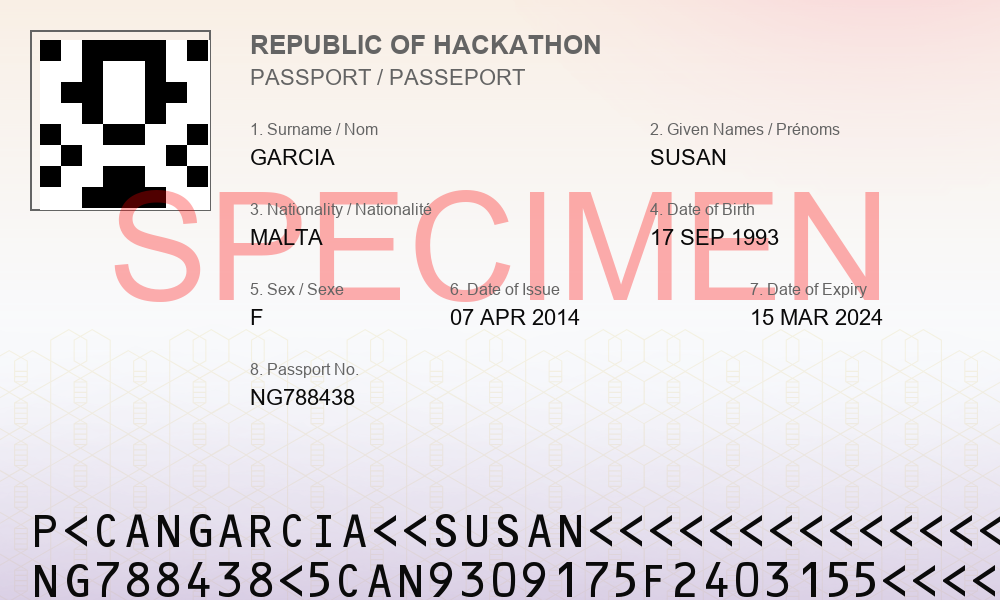 REPUBLIC OF HACKATHON
PASSPORT / PASSEPORT
1. Surname / Nom 2. Given Names / Prénoms
GARCIA SUSAN
SPECIMEN
3. Nationality / Nationalité 4. Date of Birth
MALTA 17 SEP 1993
5. Sex / Sexe 6. Date of Issue 7. Date of Expiry
F 07 APR 2014 15 MAR 2024
8. Passport No.
NG788438
P<CANGARCIA<<SUSAN<<<<<<<<<<<<<<
NG788438<5CAN9309175F2403155<<<<